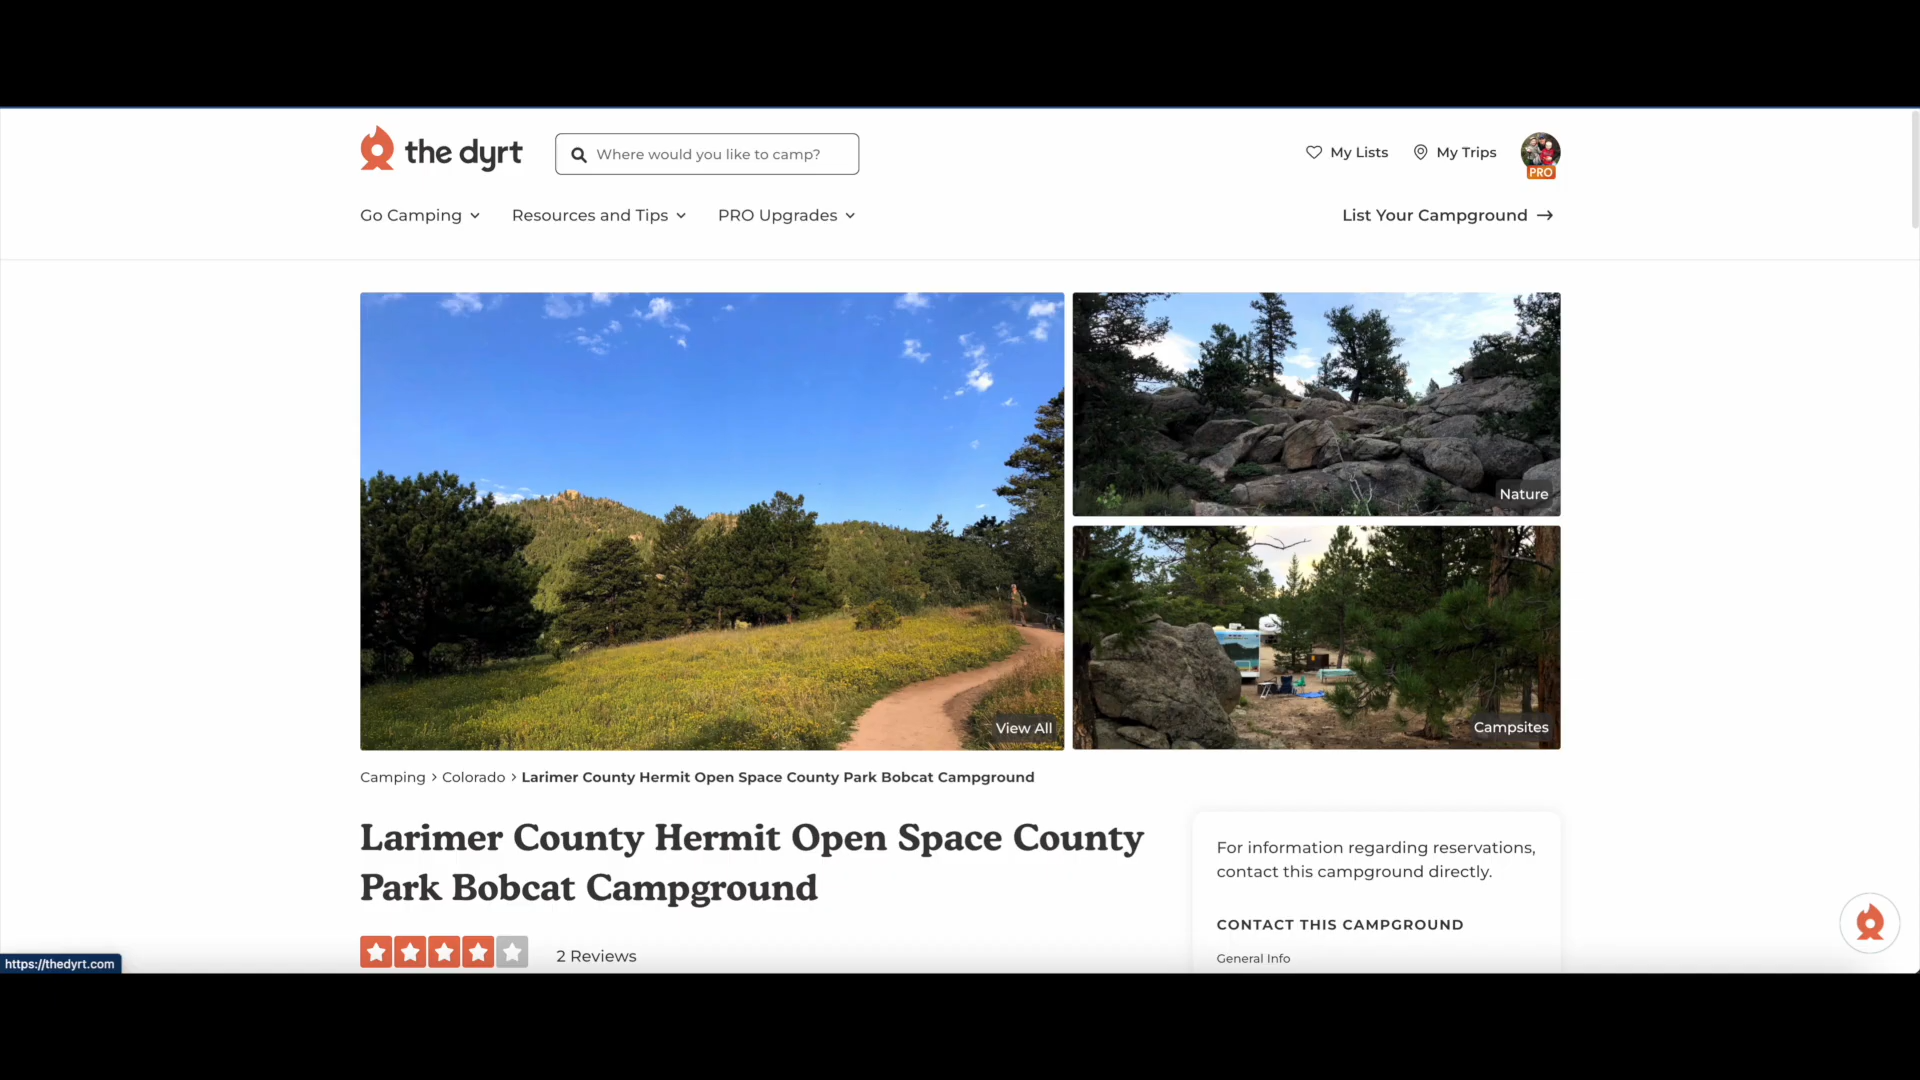 the dyrt
Where would you like to camp?
My Lists
My Trips
PRO
Go Camping
Resources and Tips
PRO Upgrades
List Your Campground
Nature
View All
Campsites
Camping > Colorado > Larimer County Hermit Open Space County Park Bobcat Campground
Larimer County Hermit Open Space County
Park Bobcat Campground
2 Reviews
For information regarding reservations,
contact this campground directly.
CONTACT THIS CAMPGROUND
General Info
https://thedyrt.com